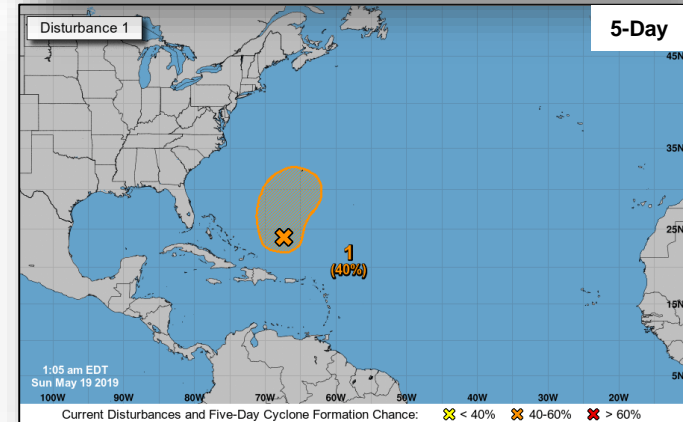 Disturbance 1
5-Day
45N
35N
25N
1
(40%)
15N
1:05 am EDT
Sun May 19 2019
5N
100W 90W 80W 70W 60W 50W 40W 30W 20W
Current Disturbances and Five-Day Cyclone Formation Chance: < 40% 40-60% > 60%